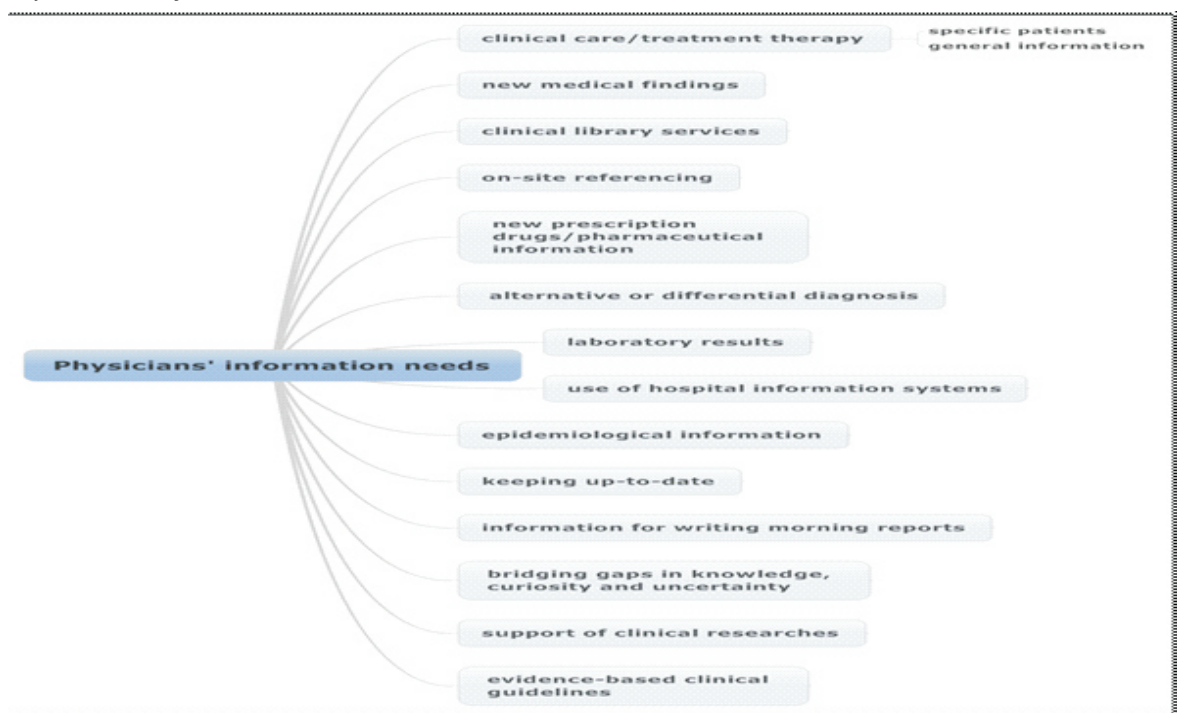 clinical care/treatment therapy
specific patients
general information
new medical findings
clinical library services
on-site referencing
new prescription
drugs/pharmaceutical
information
alternative or differential diagnosis
laboratory results
Physicians' information needs
use of hospital information systems
epidemiological information
keeping up-to-date
information for writing morning reports
bridging gaps in knowledge,
curiosity and uncertainty
support of clinical researches
evidence-based clinical
guidelines